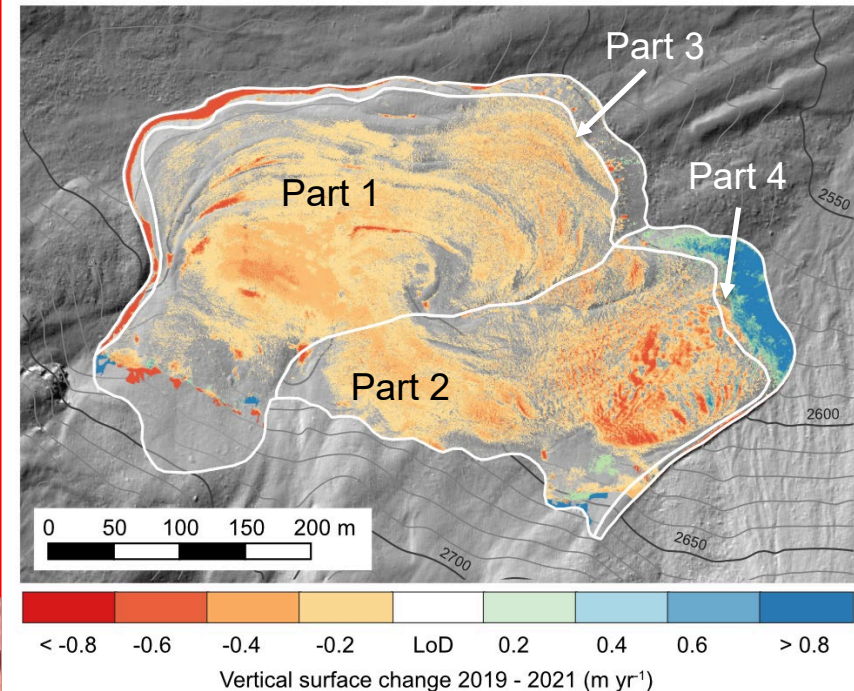 Part 3
Part 4
Part 1
2550
Part 2
2600
0 50 100 150 200 m
2650
2700
< -0.8 -0.6 -0.4 -0.2 LoD 0.2 0.4 0.6 > 0.8
Vertical surface change 2019 - 2021 (m yr⁻¹)